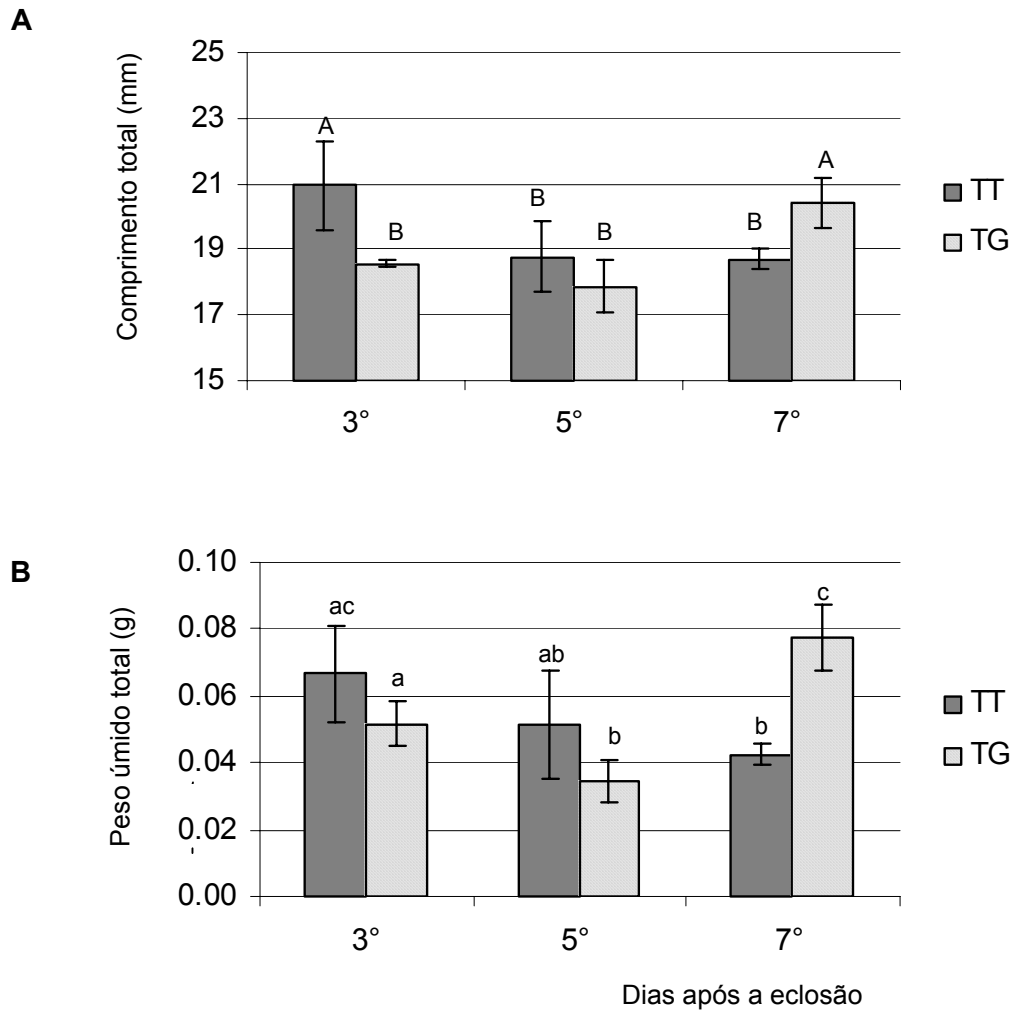 A
Comprimento total (mm)
25
23
21
19
17
15
A
B
B
B
B
A
3° 5° 7°
TT
TG
B
Peso úmido total (g)
0.10
0.08
0.06
0.04
0.02
0.00
ac
a
ab
b
b
c
3° 5° 7°
TT
TG
Dias após a eclosão